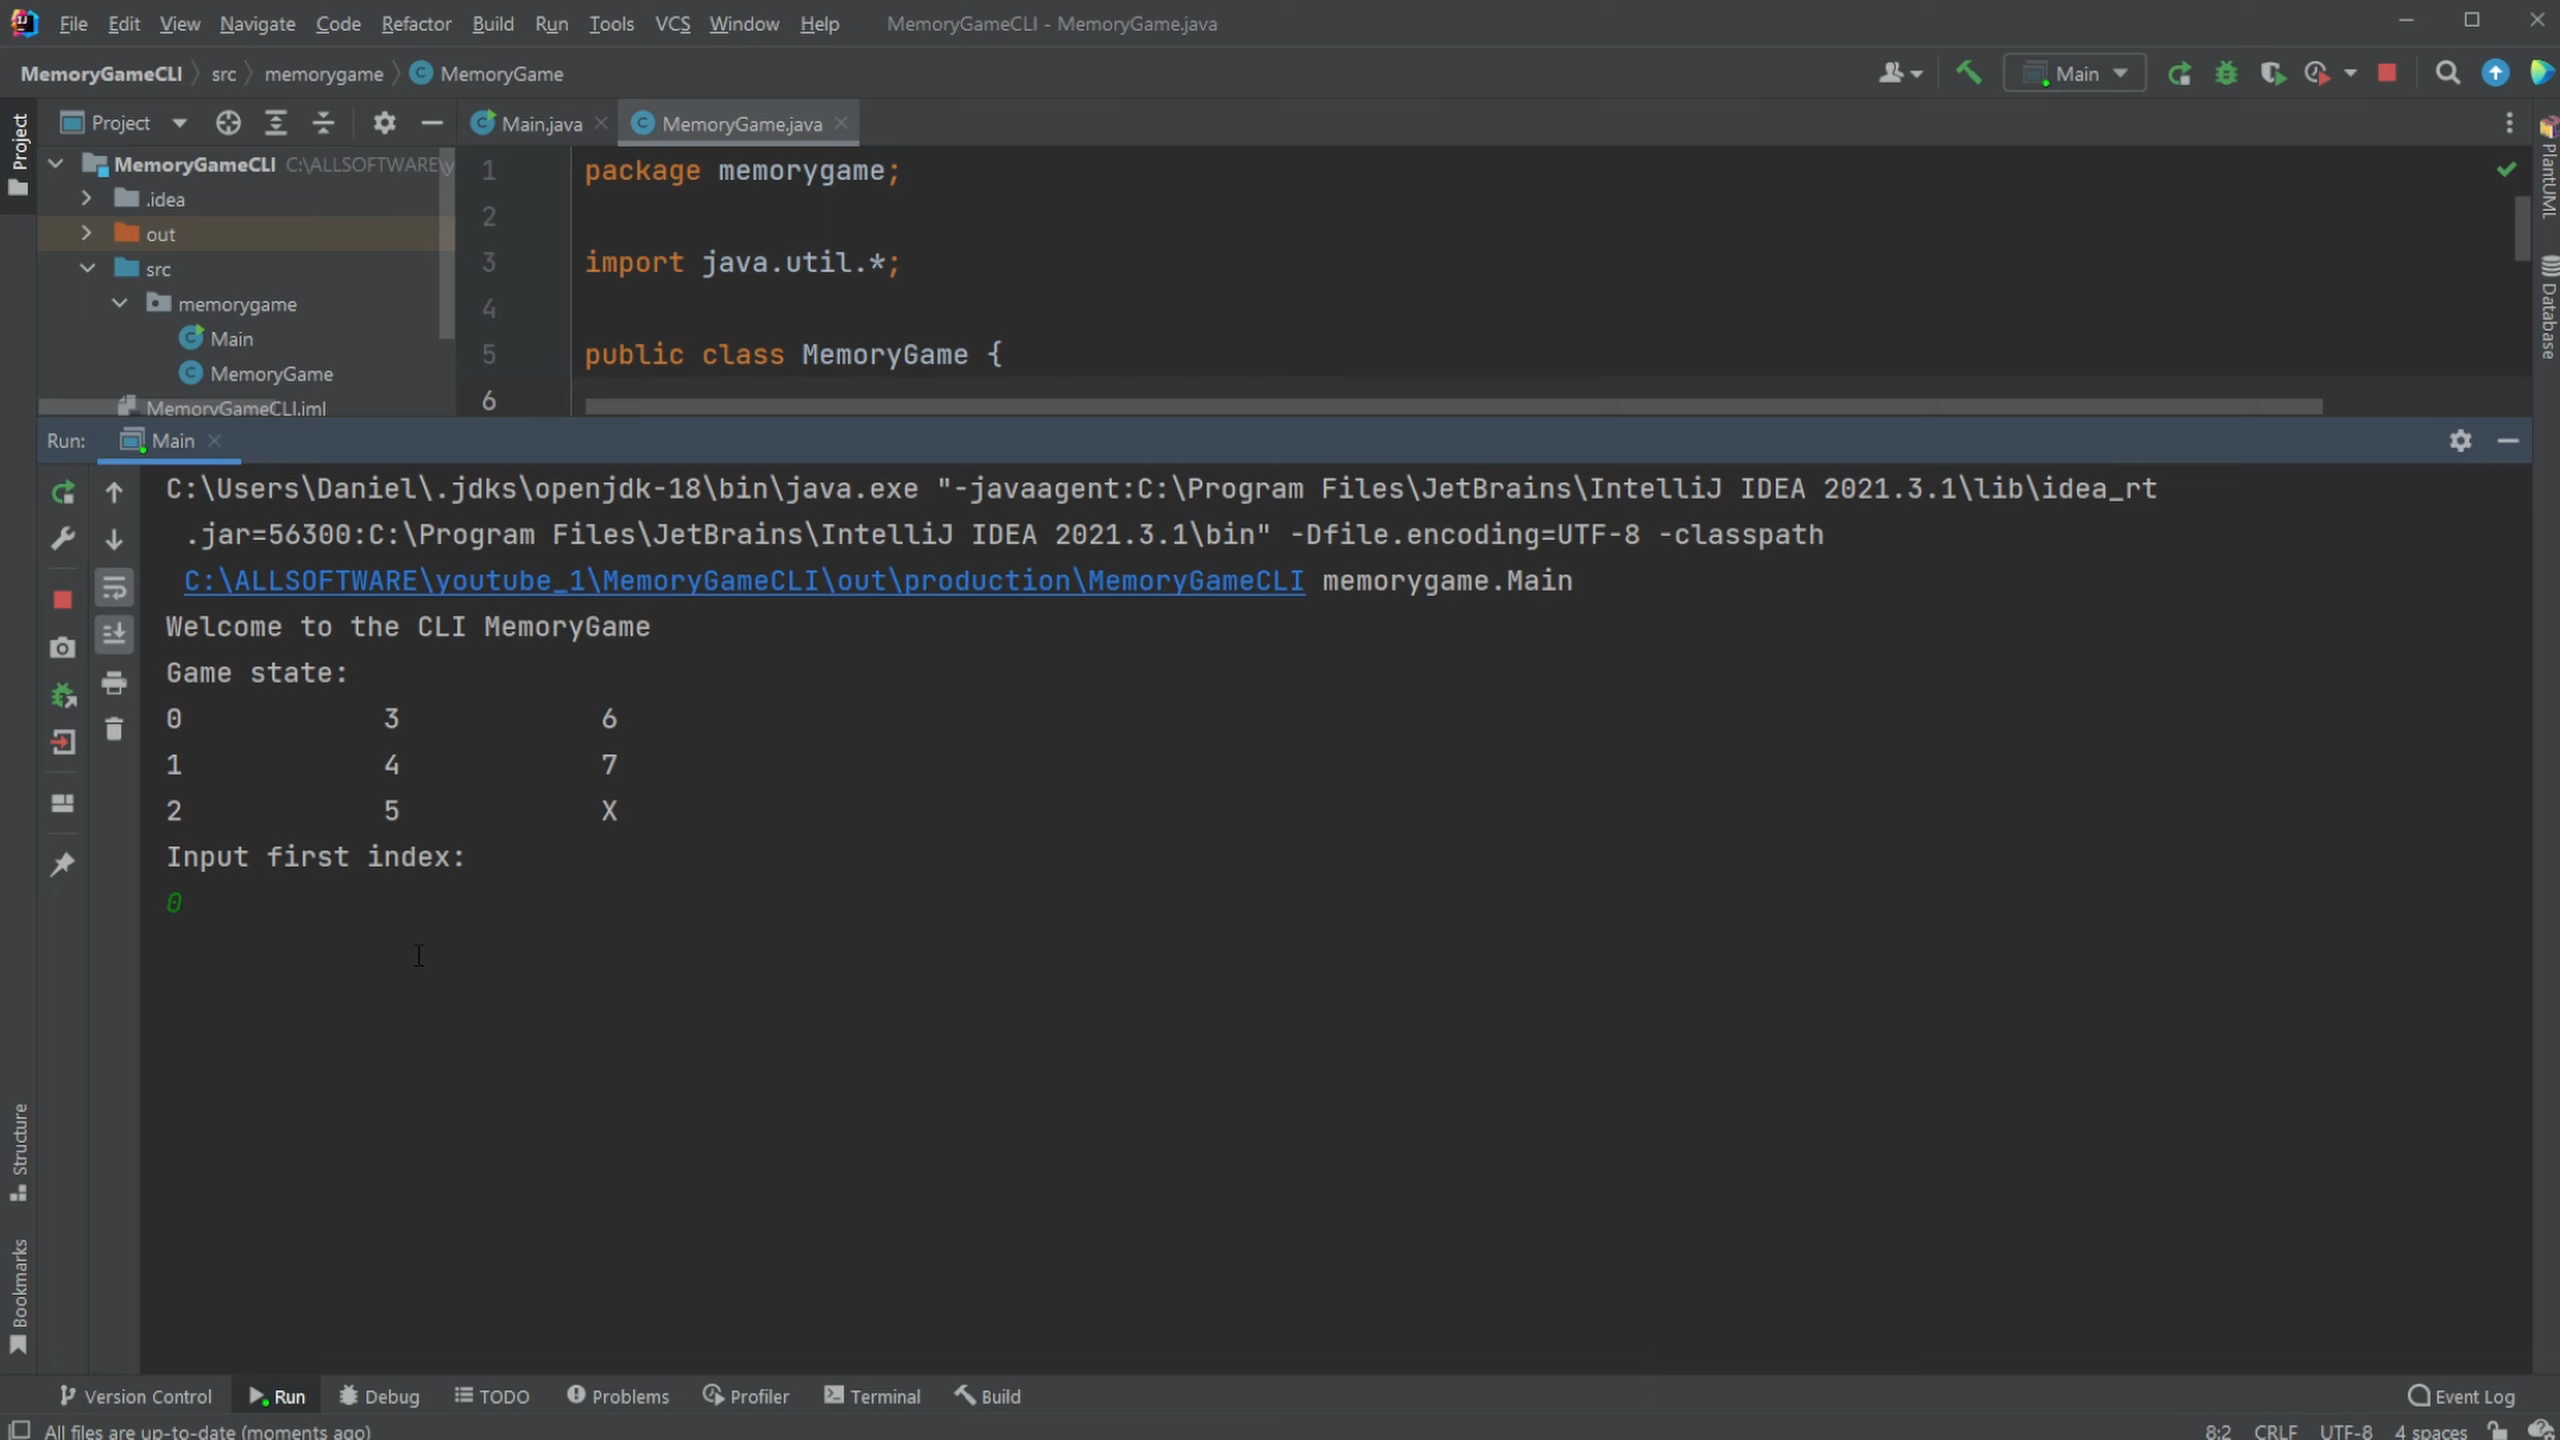 File Edit View Navigate Code Refactor Build Run Tools VCS Window Help MemoryGameCLI - MemoryGame.java
MemoryGameCLI src memorygame MemoryGame Main
Project Project Main.java MemoryGame.java
MemoryGameCLI C:\ALLSOFTWARE\y
.idea
out
src
memorygame
Main
MemoryGame
MemoryGameCLI.iml
1 package memorygame;
2
3 import java.util.*;
4
5 public class MemoryGame {
6
PlantUML
Database
Run: Main
C:\Users\Daniel\.jdks\openjdk-18\bin\java.exe "-javaagent:C:\Program Files\JetBrains\IntelliJ IDEA 2021.3.1\lib\idea_rt
.jar=56300:C:\Program Files\JetBrains\IntelliJ IDEA 2021.3.1\bin" -Dfile.encoding=UTF-8 -classpath
C:\ALLSOFTWARE\youtube_1\MemoryGameCLI\out\production\MemoryGameCLI memorygame.Main
Welcome to the CLI MemoryGame
Game state:
0 3 6
1 4 7
2 5 X
Input first index:
0
Structure
Bookmarks
Version Control Run Debug TODO Problems Profiler Terminal Build Event Log
All files are up-to-date (moments ago) 8:2 CRLF UTF-8 4 spaces